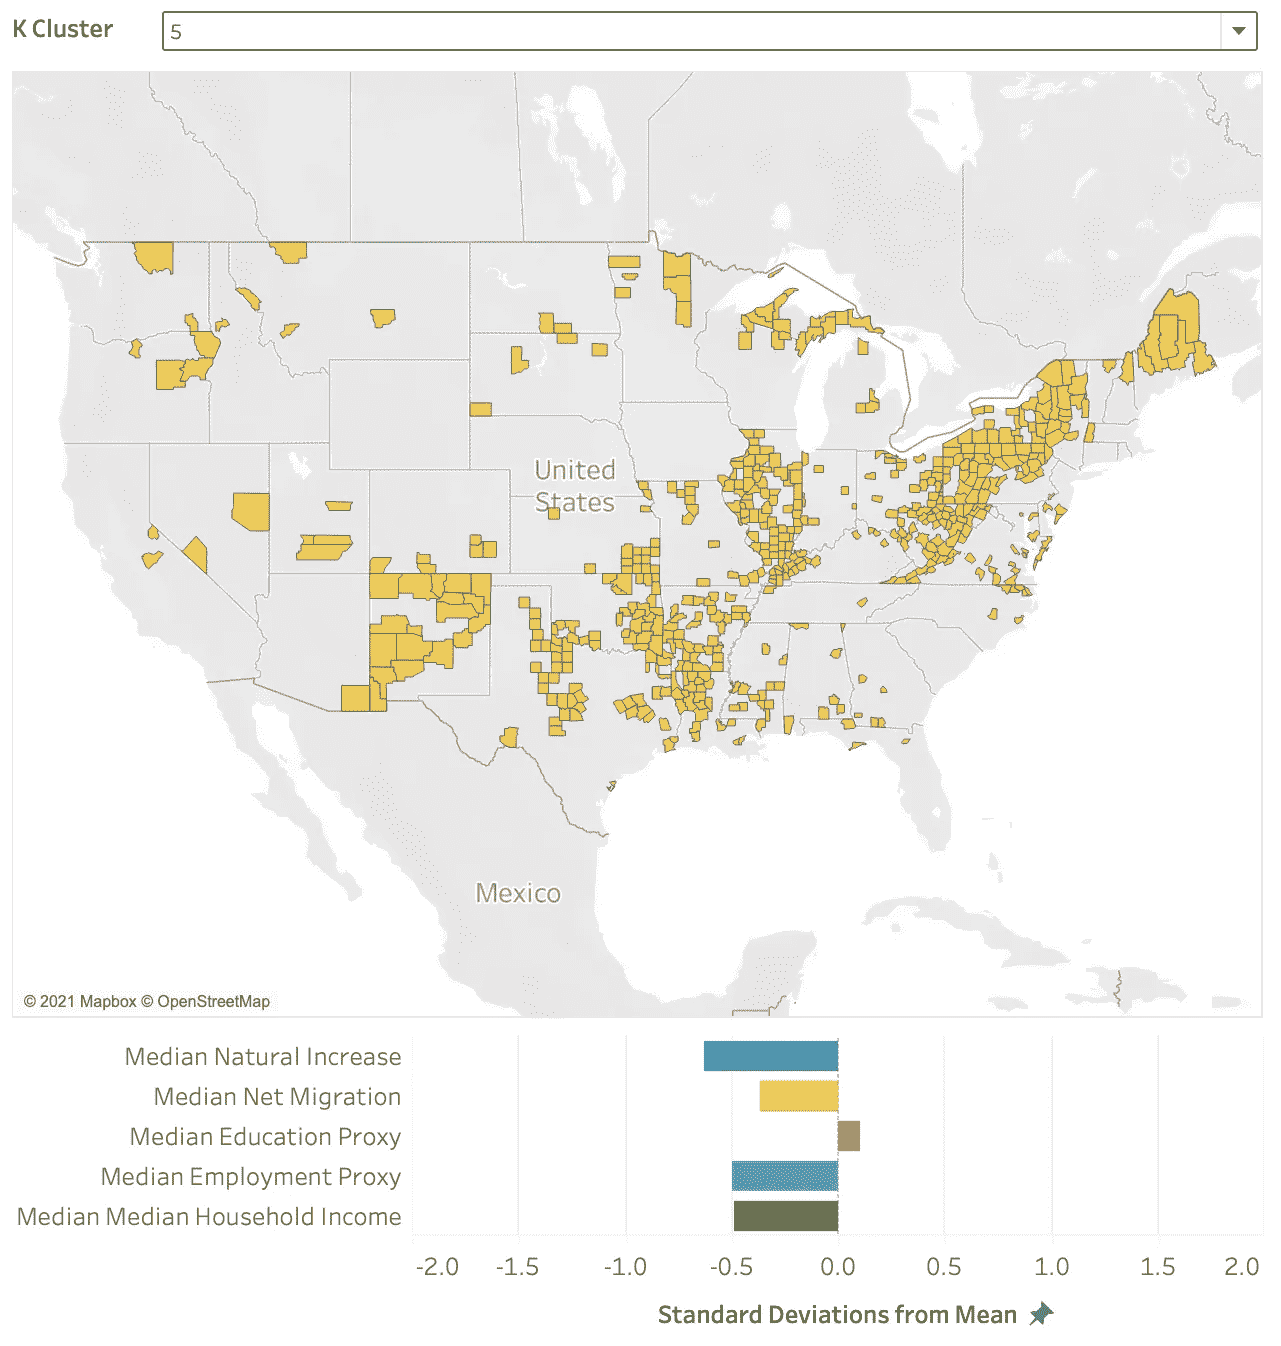 K Cluster
5
United
States
Mexico
© 2021 Mapbox © OpenStreetMap
Median Natural Increase
Median Net Migration
Median Education Proxy
Median Employment Proxy
Median Median Household Income
-2.0 -1.5 -1.0 -0.5 0.0 0.5 1.0 1.5 2.0
Standard Deviations from Mean